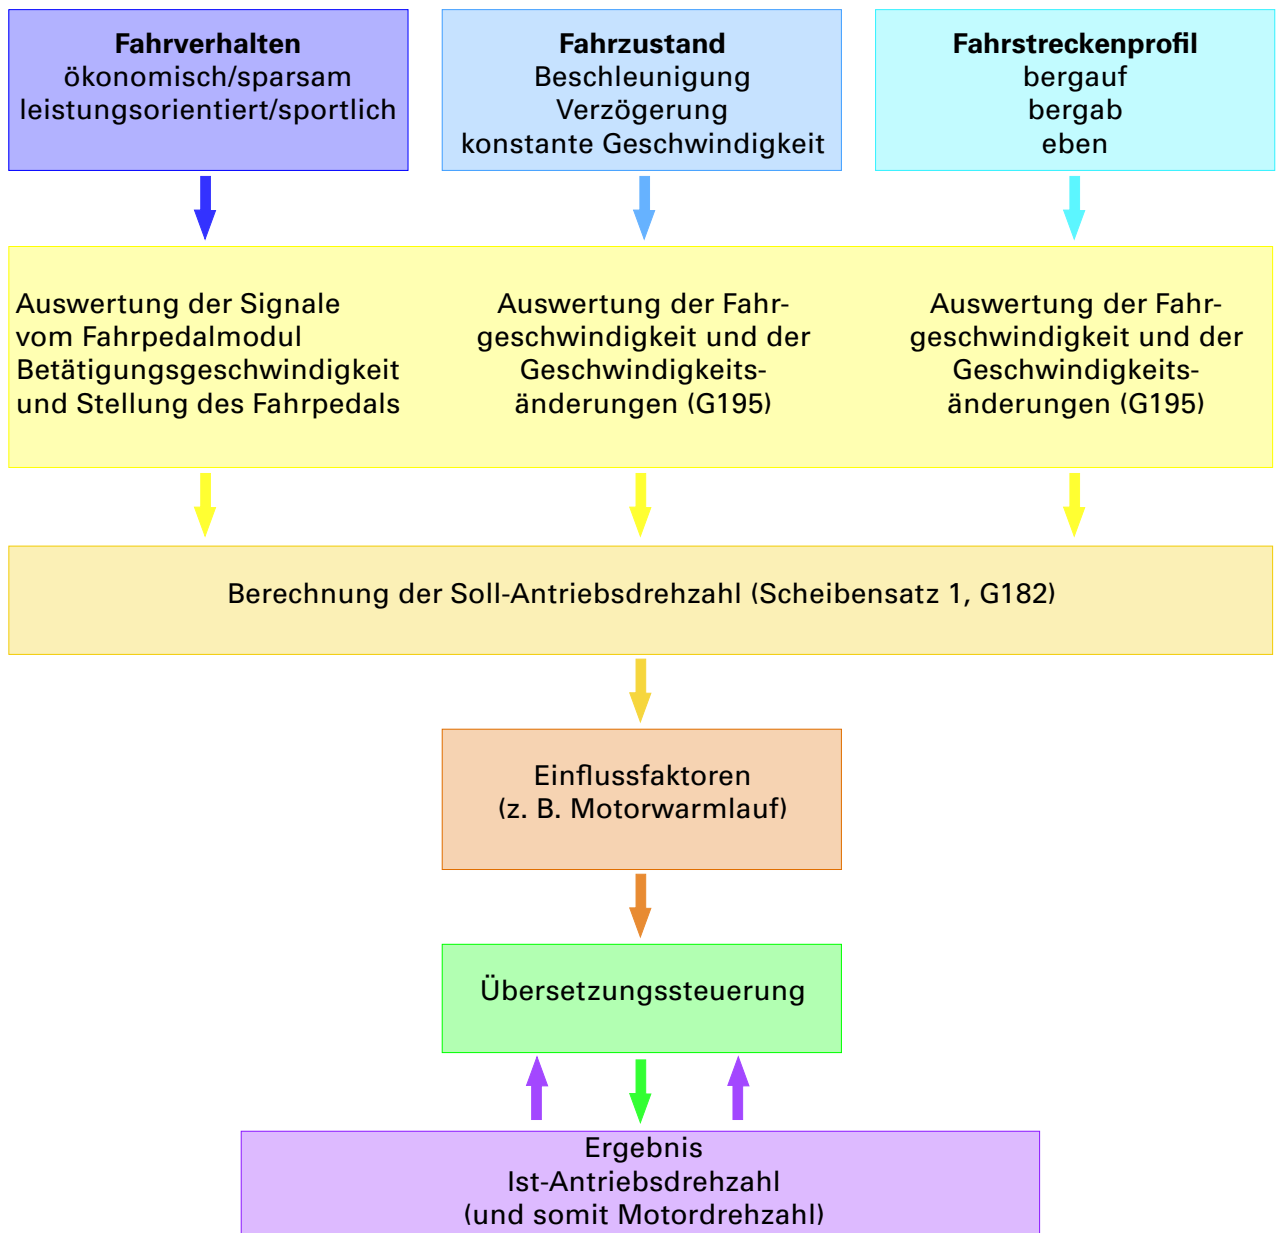 Fahrverhalten
ökonomisch/sparsam
leistungsorientiert/sportlich
Fahrzustand
Beschleunigung
Verzögerung
konstante Geschwindigkeit
Fahrstreckenprofil
bergauf
bergab
eben
Auswertung der Signale
vom Fahrpedalmodul
Betätigungsgeschwindigkeit
und Stellung des Fahrpedals
Auswertung der Fahr-
geschwindigkeit und der
Geschwindigkeits-
änderungen (G195)
Auswertung der Fahr-
geschwindigkeit und der
Geschwindigkeits-
änderungen (G195)
Berechnung der Soll-Antriebsdrehzahl (Scheibensatz 1, G182)
Einflussfaktoren
(z. B. Motorwarmlauf)
Übersetzungssteuerung
Ergebnis
Ist-Antriebsdrehzahl
(und somit Motordrehzahl)